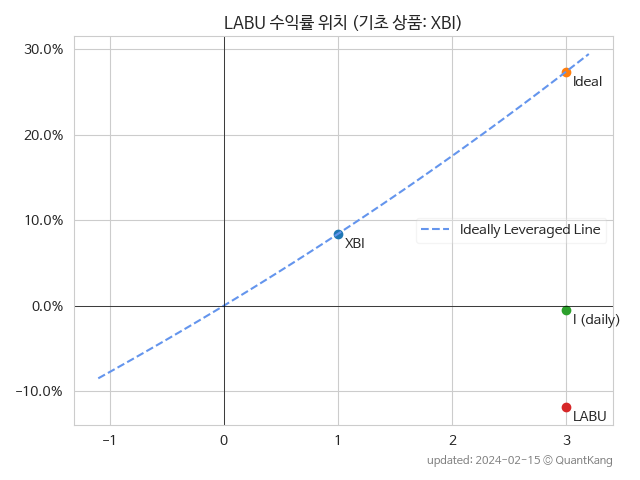 LABU 수익률 위치 (기초 상품: XBI)
30.0%
20.0%
10.0%
0.0%
−10.0%
Ideal
XBI
Ideally Leveraged Line
I (daily)
LABU
−1
0
1
2
3
updated: 2024-02-15 © QuantKang